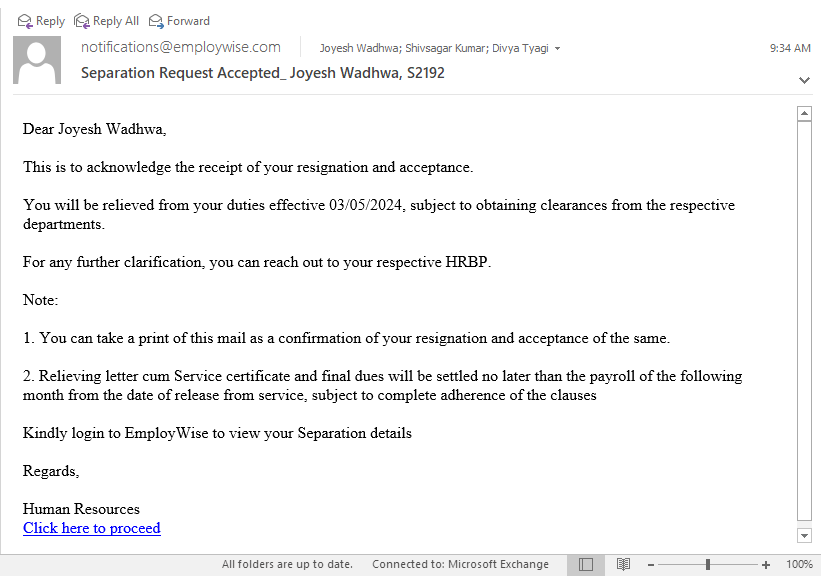 Reply Reply All Forward
notifications@employwise.com Joyesh Wadhwa; Shivsagar Kumar; Divya Tyagi 9:34 AM
Separation Request Accepted_ Joyesh Wadhwa, S2192
Dear Joyesh Wadhwa,
This is to acknowledge the receipt of your resignation and acceptance.
You will be relieved from your duties effective 03/05/2024, subject to obtaining clearances from the respective
departments.
For any further clarification, you can reach out to your respective HRBP.
Note:
1. You can take a print of this mail as a confirmation of your resignation and acceptance of the same.
2. Relieving letter cum Service certificate and final dues will be settled no later than the payroll of the following
month from the date of release from service, subject to complete adherence of the clauses
Kindly login to EmployWise to view your Separation details
Regards,
Human Resources
Click here to proceed
All folders are up to date. Connected to: Microsoft Exchange 100%